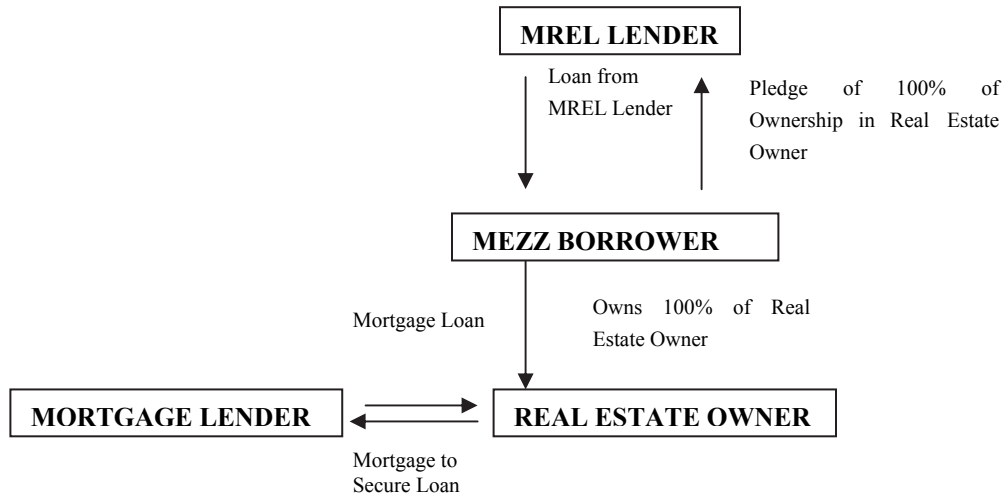 MREL LENDER
Loan from
MREL Lender
Pledge of 100% of
Ownership in Real Estate
Owner
MEZZ BORROWER
Mortgage Loan
Owns 100% of Real
Estate Owner
MORTGAGE LENDER
REAL ESTATE OWNER
Mortgage to
Secure Loan